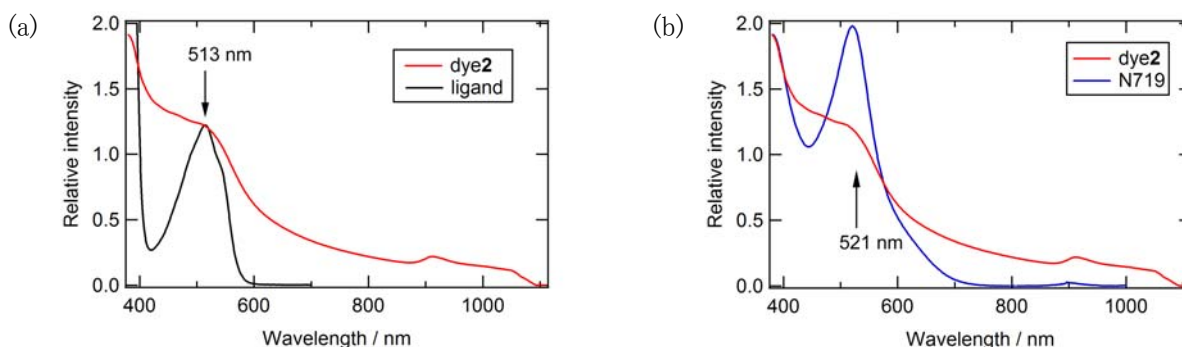 (a)
2.0
1.5
1.0
0.5
0.0
Relative intensity
513 nm
dye2
ligand
400 600 800 1000
Wavelength / nm
(b)
2.0
1.5
1.0
0.5
0.0
Relative intensity
dye2
N719
521 nm
400 600 800 1000
Wavelength / nm